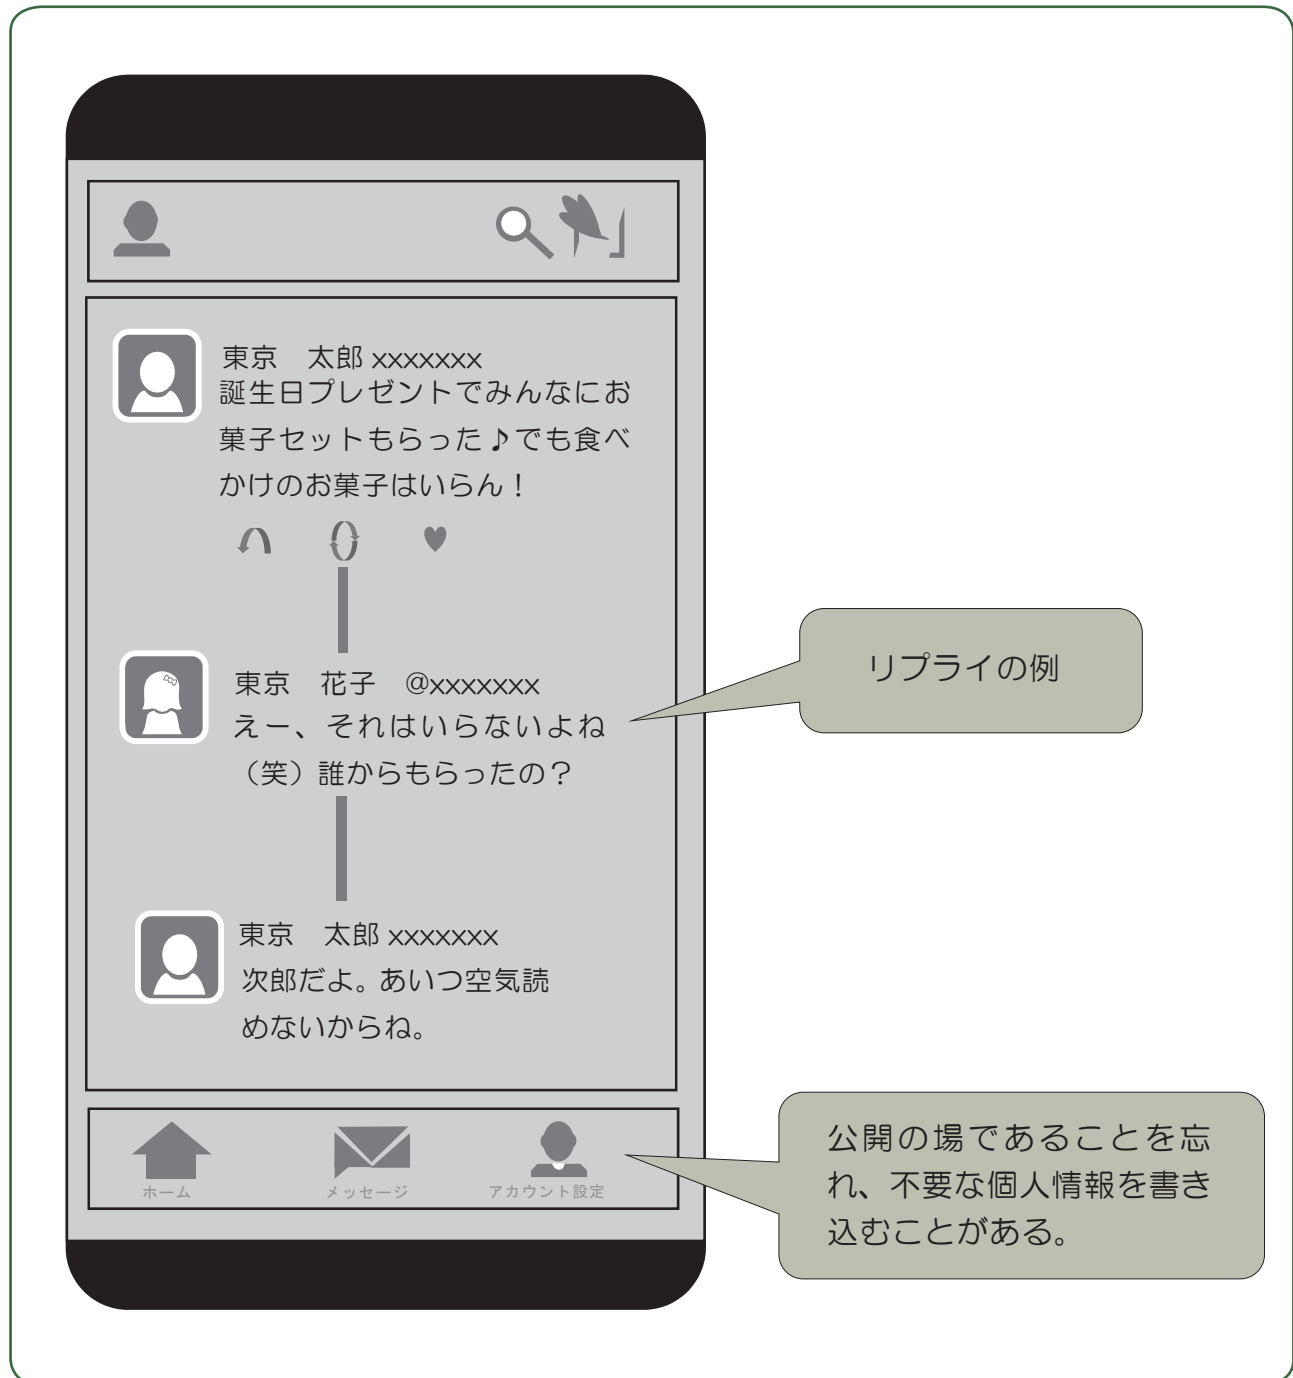 東京　太郎 xxxxxxx
誕生日プレゼントでみんなにお
菓子セットもらった♪でも食べ
かけのお菓子はいらん！
東京　花子　@xxxxxxx
えー、それはいらないよね
（笑）誰からもらったの？
リプライの例
東京　太郎 xxxxxxx
次郎だよ。あいつ空気読
めないからね。
ホーム
メッセージ
アカウント設定
公開の場であることを忘
れ、不要な個人情報を書き
込むことがある。